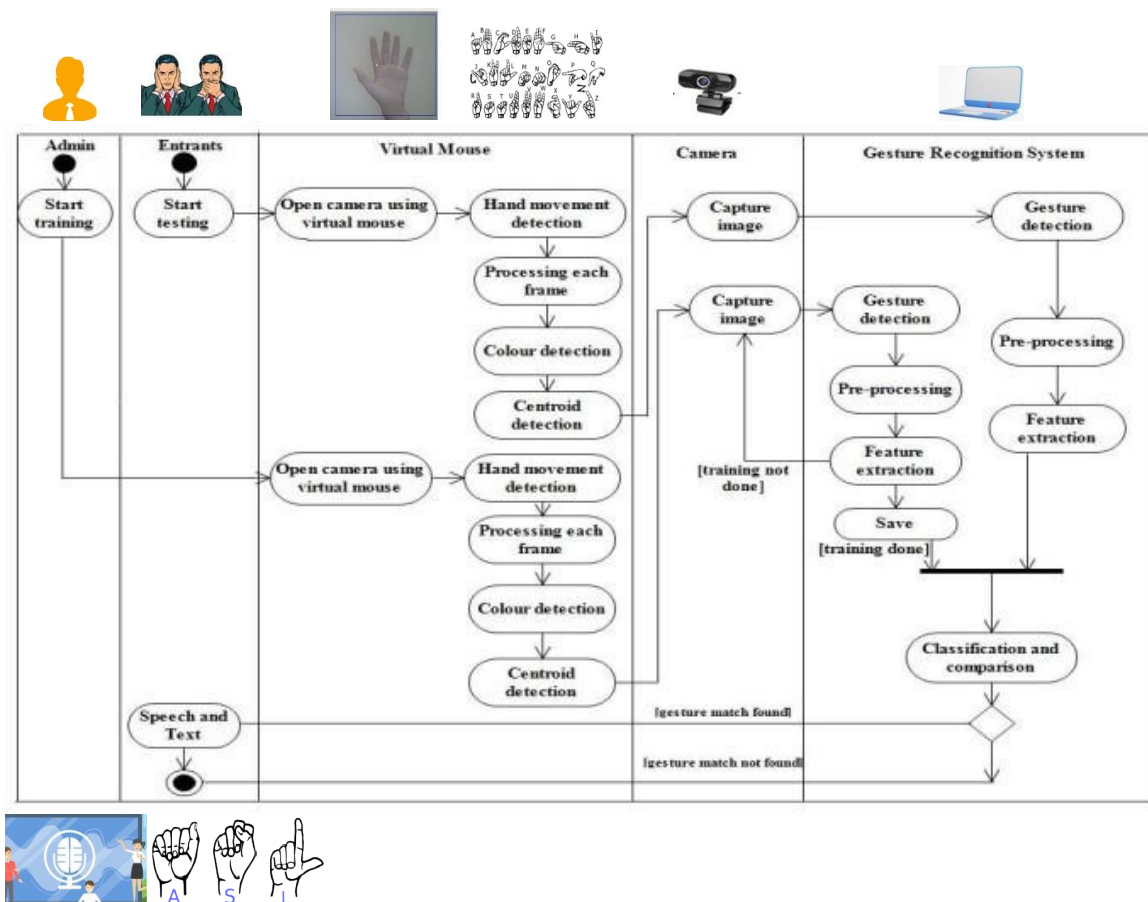 A B C D E F G H I
J K L M N O P Q
R S T U V W X Y Z
Admin
Entrants
Virtual Mouse
Camera
Gesture Recognition System
Start
training
Start
testing
Open camera using
virtual mouse
Hand movement
detection
Capture
image
Gesture
detection
Processing each
frame
Capture
image
Gesture
detection
Colour detection
Pre-processing
Pre-processing
Centroid
detection
Feature
extraction
Open camera using
virtual mouse
Hand movement
detection
[training not
done]
Feature
extraction
Processing each
frame
Save
[training done]
Colour detection
Classification and
comparison
Centroid
detection
Speech and
Text
[gesture match found]
[gesture match not found]
A S L